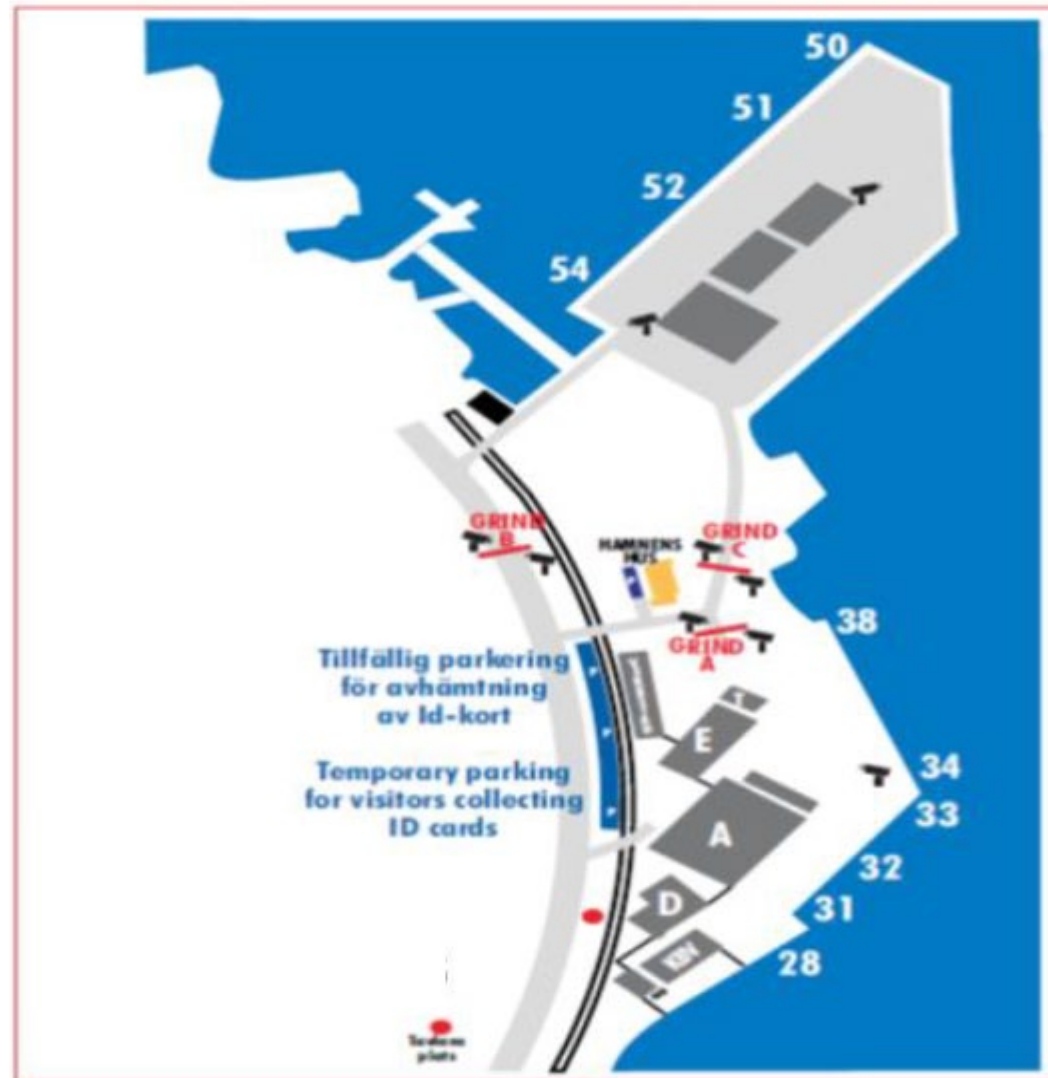 50
51
52
54
GRIND
B
HAMNENS
HUS
GRIND
C
38
GRIND
A
Tillfällig parkering
för avhämtning
av Id-kort
P
P
P
E
34
Temporary parking
for visitors collecting
ID cards
33
A
32
D
31
KBV
28
plats